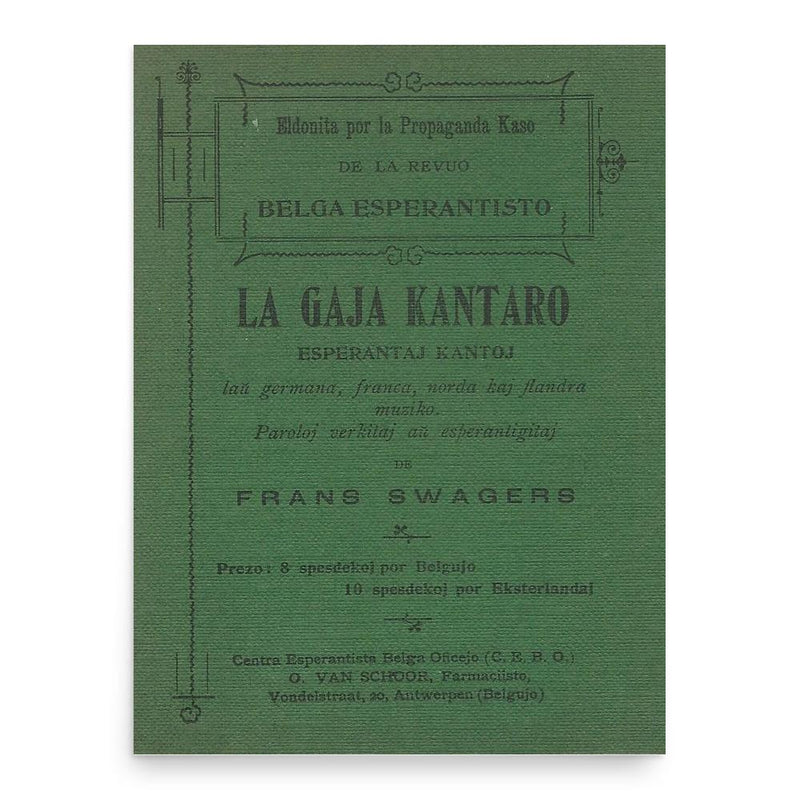 Eldonita por la Propaganda Kaso
DE LA REVUO
BELGA ESPERANTISTO
LA GAJA KANTARO
ESPERANTAJ KANTOJ
laŭ germana, franca, norda kaj flandra
muziko.
Paroloj verkitaj aŭ esperantigitaj
DE
FRANS SWAGERS
Prezo: 8 spesdekoj por Belgujo
10 spesdekoj por Eksterlandaj
Centra Esperantista Belga Oficejo (C. E. B. O.)
O. VAN SCHOOR, Farmaciisto,
Vondelstraat, 20, Antwerpen (Belgujo)